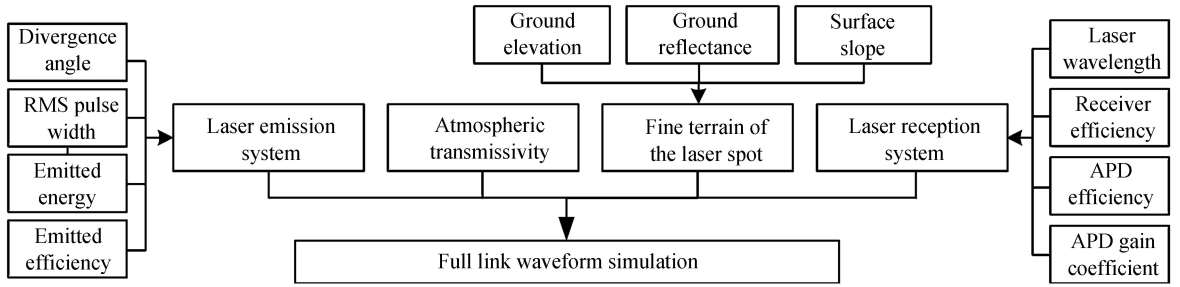 Divergence
angle
RMS pulse
width
Emitted
energy
Emitted
efficiency
Ground
elevation
Ground
reflectance
Surface
slope
Laser emission
system
Atmospheric
transmissivity
Fine terrain of
the laser spot
Laser reception
system
Laser
wavelength
Receiver
efficiency
APD
efficiency
APD gain
coefficient
Full link waveform simulation